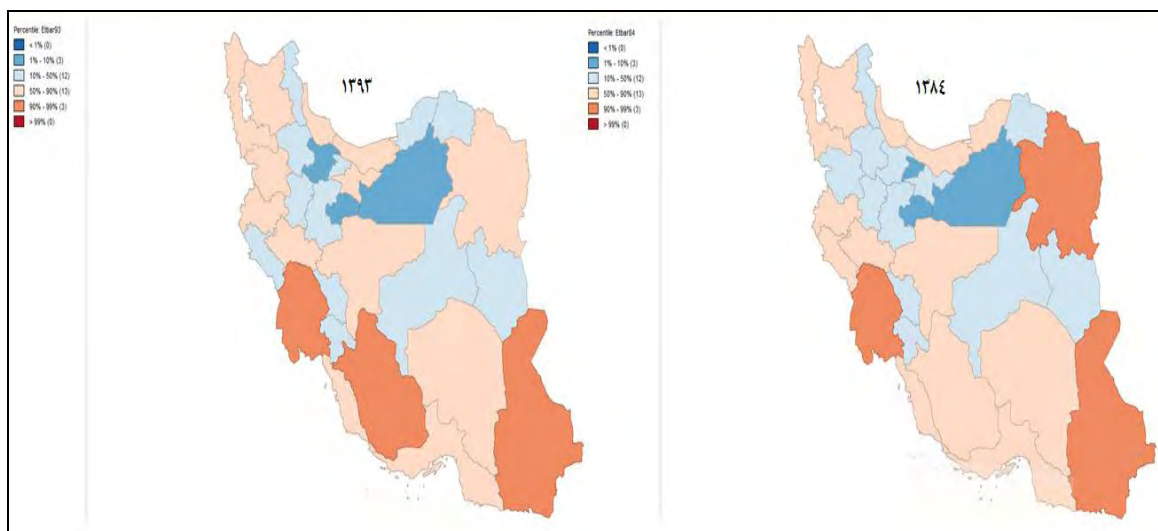 Percentile: Etbar93
< 1% (0)
1% - 10% (3)
10% - 50% (12)
50% - 90% (13)
90% - 99% (3)
> 99% (0)
۱۳۹۳
Percentile: Etbar84
< 1% (0)
1% - 10% (3)
10% - 50% (12)
50% - 90% (13)
90% - 99% (3)
> 99% (0)
۱۳۸٤